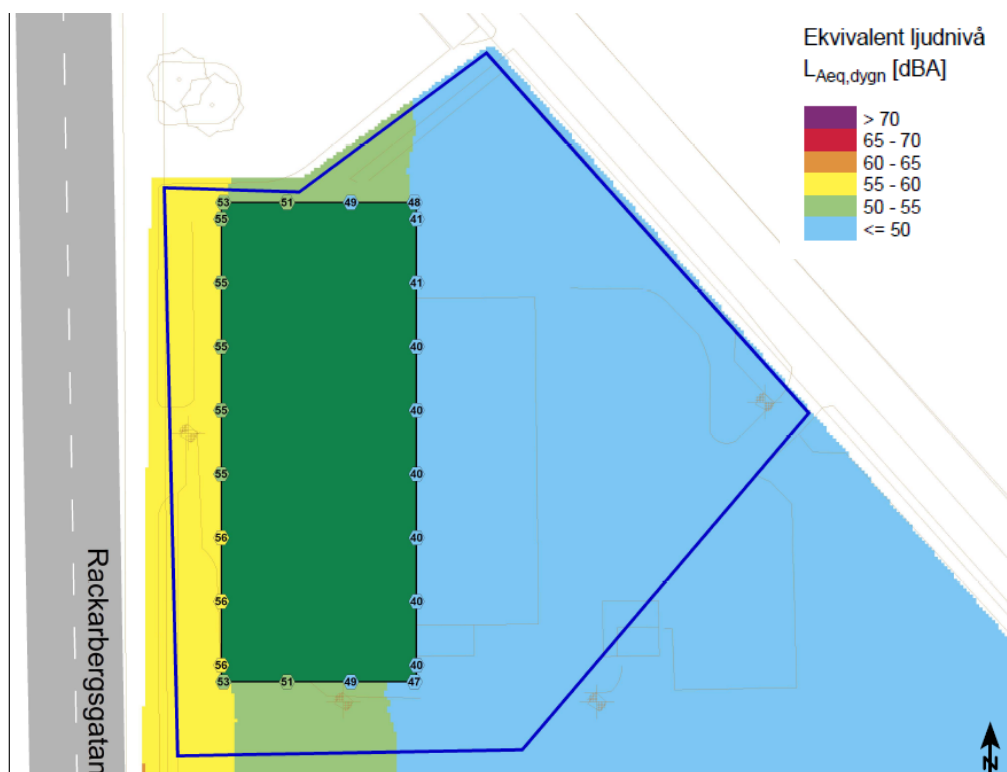 Ekvivalent ljudnivå
LAeq,dygn [dBA]
> 70
65 - 70
60 - 65
55 - 60
50 - 55
<= 50
53 51 49 48
55 41
55 41
55 40
55 40
55 40
56 40
56 40
56 40
53 51 49 47
Rackarbergsgatan
N